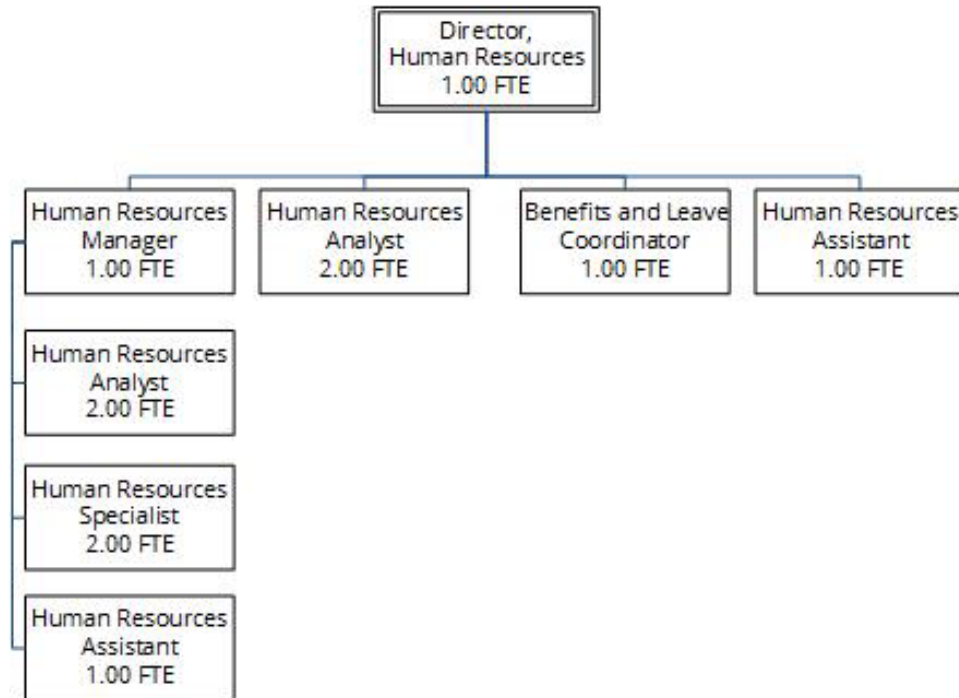 Director,
Human Resources
1.00 FTE
Human Resources
Manager
1.00 FTE
Human Resources
Analyst
2.00 FTE
Benefits and Leave
Coordinator
1.00 FTE
Human Resources
Assistant
1.00 FTE
Human Resources
Analyst
2.00 FTE
Human Resources
Specialist
2.00 FTE
Human Resources
Assistant
1.00 FTE